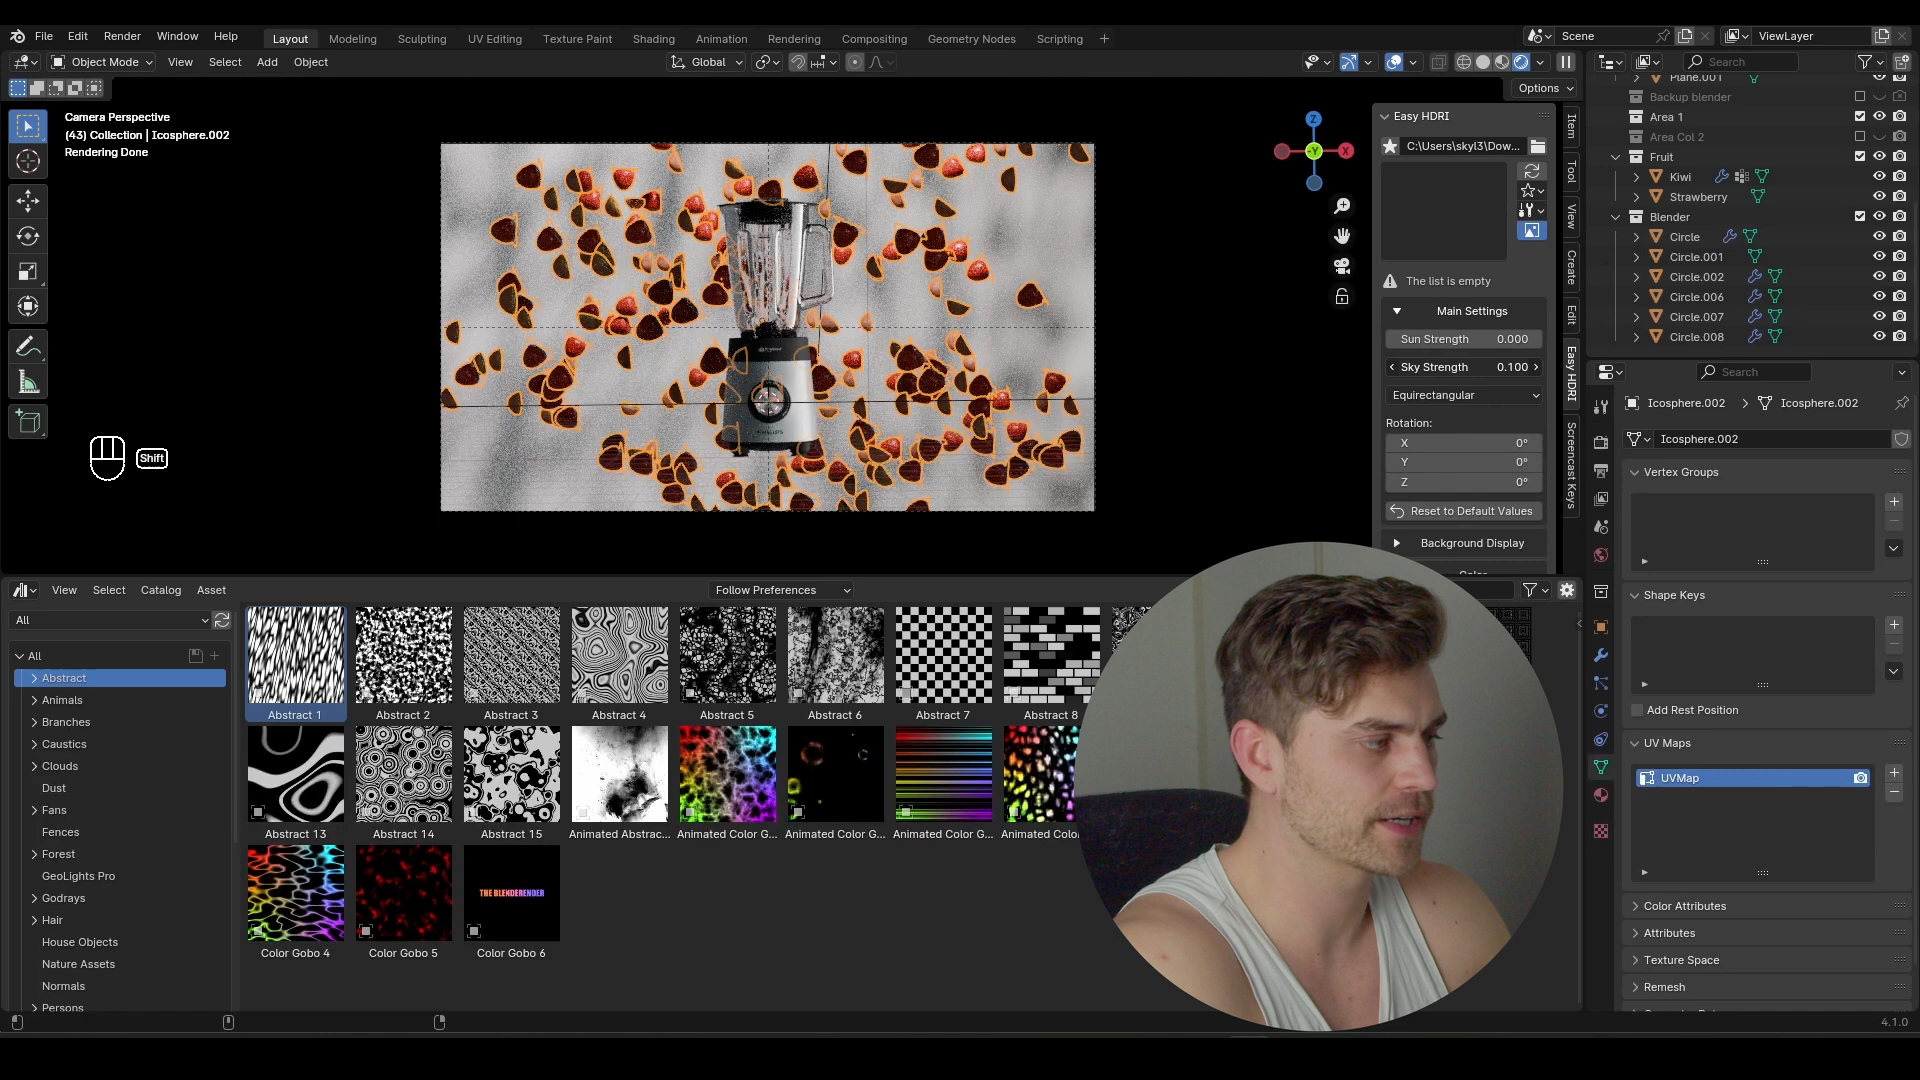 File Edit Render Window Help Layout Modeling Sculpting UV Editing Texture Paint Shading Animation Rendering Compositing Geometry Nodes Scripting + Scene ViewLayer
Object Mode View Select Add Object Global Search
Options
Camera Perspective
(43) Collection | Icosphere.002
Rendering Done
Z
-Y
X
Easy HDRI
C:\Users\skyl3\Dow...
The list is empty
Main Settings
Sun Strength 0.000
Sky Strength 0.100
Equirectangular
Rotation:
X 0°
Y 0°
Z 0°
Reset to Default Values
Background Display
Item
Tool
View
Create
Edit
Easy HDRI
Screencast Keys
Shift
Plane.001
Backup blender
Area 1
Area Col 2
Fruit
Kiwi
Strawberry
Blender
Circle
Circle.001
Circle.002
Circle.006
Circle.007
Circle.008
Search
Icosphere.002 > Icosphere.002
Icosphere.002
Vertex Groups
Shape Keys
Add Rest Position
UV Maps
UVMap
Color Attributes
Attributes
Texture Space
Remesh
4.1.0
View Select Catalog Asset Follow Preferences
All
All
Abstract
Animals
Branches
Caustics
Clouds
Dust
Fans
Fences
Forest
GeoLights Pro
Godrays
Hair
House Objects
Nature Assets
Normals
Persons
Abstract 1 Abstract 2 Abstract 3 Abstract 4 Abstract 5 Abstract 6 Abstract 7 Abstract 8
Abstract 13 Abstract 14 Abstract 15 Animated Abstrac... Animated Color G... Animated Color G... Animated Color G... Animated Colo
THE BLENDERENDER
Color Gobo 4 Color Gobo 5 Color Gobo 6